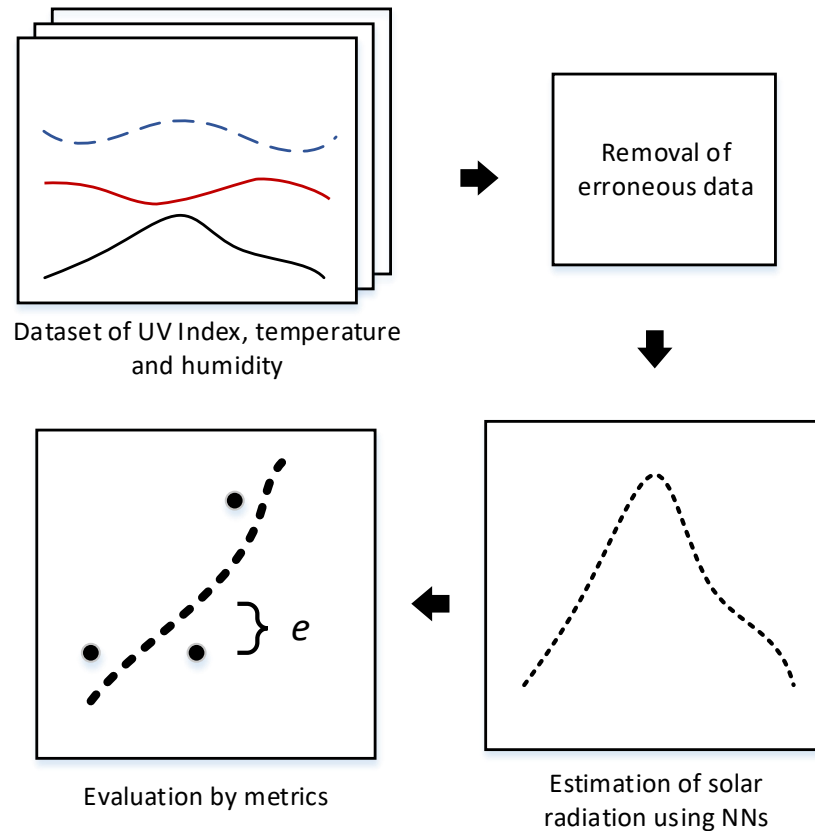 Dataset of UV Index, temperature
and humidity
Removal of
erroneous data
Estimation of solar
radiation using NNs
e
Evaluation by metrics